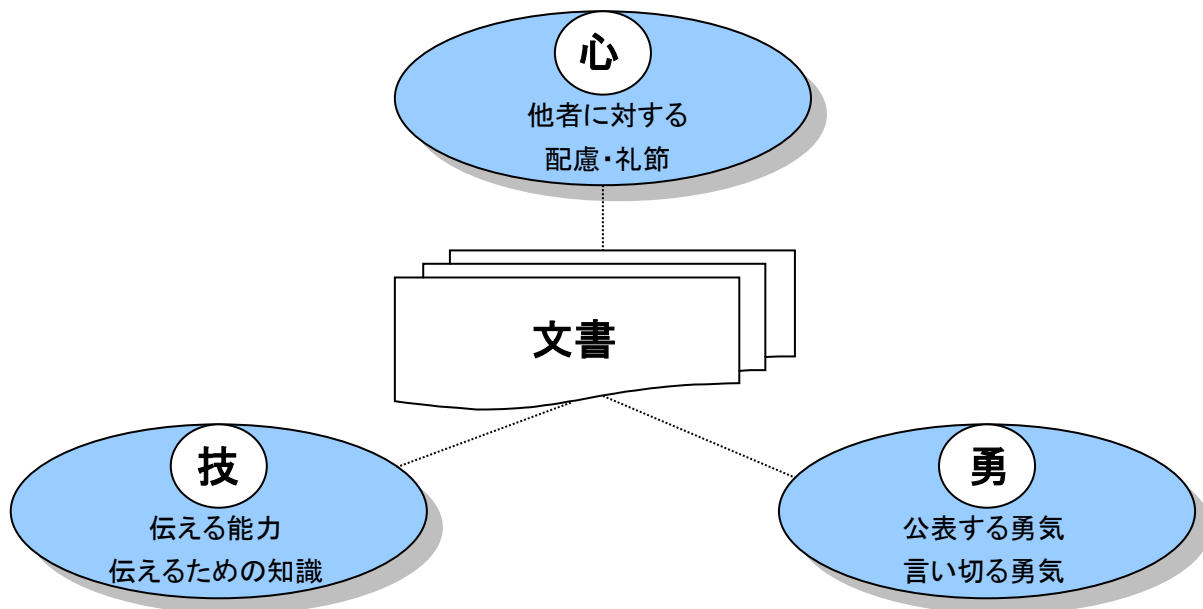 心
他者に対する
配慮・礼節
文書
技
伝える能力
伝えるための知識
勇
公表する勇気
言い切る勇気